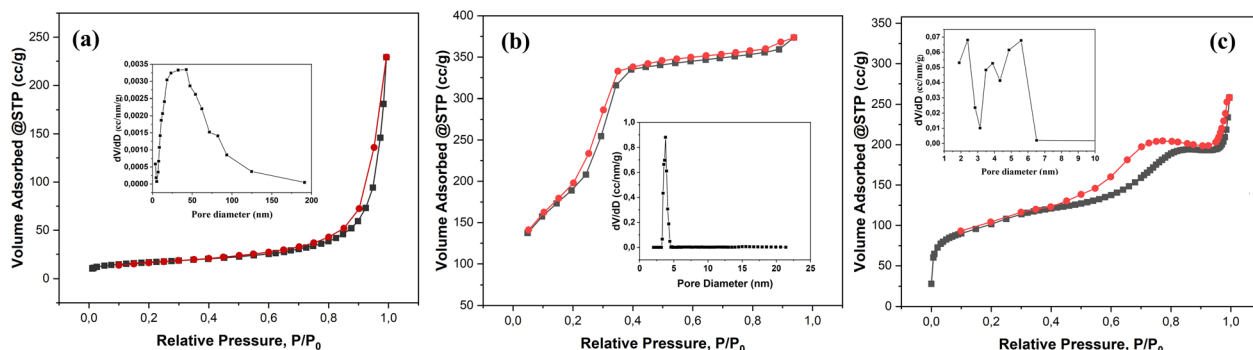 (a)
Volume Adsorbed @STP (cc/g)
250
200
150
100
50
0
0,0 0,2 0,4 0,6 0,8 1,0
Relative Pressure, P/P0
dV/dD (cc/nm/g)
0,0035
0,0030
0,0025
0,0020
0,0015
0,0010
0,0005
0,0000
0 50 100 150 200
Pore diameter (nm)
(b)
Volume Adsorbed @STP (cc/g)
400
350
300
250
200
150
100
50
0,0 0,2 0,4 0,6 0,8 1,0
Relative Pressure, P/P0
dV/dD (cc/nm/g)
1,0
0,8
0,6
0,4
0,2
0,0
0 5 10 15 20 25
Pore Diameter (nm)
(c)
Volume Adsorbed @STP (cc/g)
350
300
250
200
150
100
50
0
0,0 0,2 0,4 0,6 0,8 1,0
Relative Pressure, P/P0
dV/dD (cc/nm/g)
0,07
0,06
0,05
0,04
0,03
0,02
0,01
0,00
1 2 3 4 5 6 7 8 9 10
Pore diameter (nm)